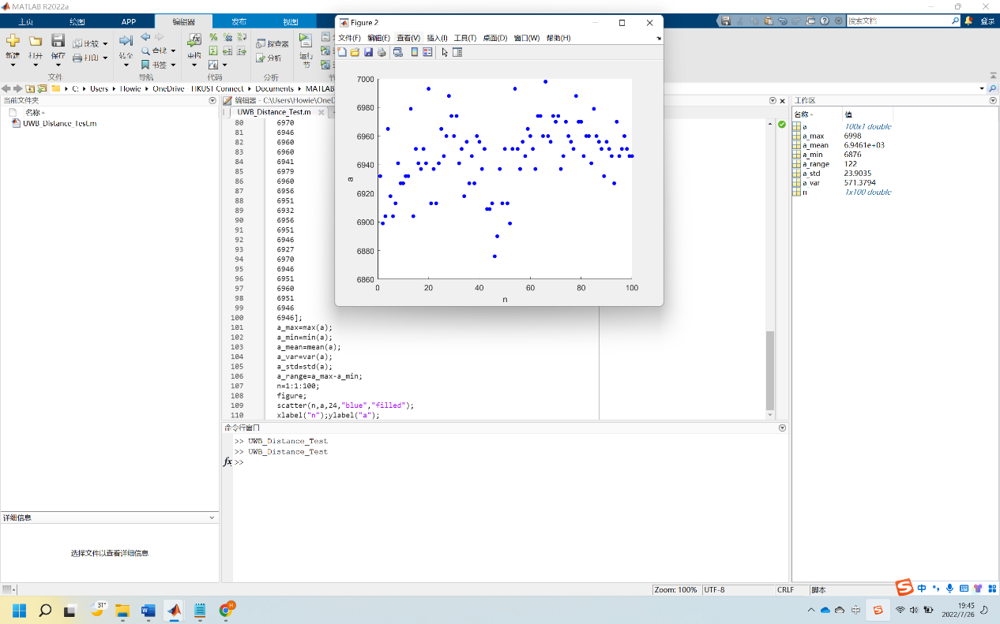 MATLAB R2022a
主页 绘图 APP 编辑器 发布 视图 搜索文档 登录
新建 打开 保存 比较 打印 转至 查找 书签 重构 探查器 分析 运行节
文件 导航 代码 分析 节
C: Users Howie OneDrive - HKUST Connect Documents MATLAB
当前文件夹
名称
UWB_Distance_Test.m
详细信息
选择文件以查看详细信息
编辑器 - C:\Users\Howie\OneD
UWB_Distance_Test.m
80 6970
81 6946
82 6960
83 6960
84 6941
85 6979
86 6960
87 6956
88 6951
89 6932
90 6956
91 6951
92 6946
93 6927
94 6970
95 6946
96 6951
97 6960
98 6951
99 6946
100 6946];
101 a_max=max(a);
102 a_min=min(a);
103 a_mean=mean(a);
104 a_var=var(a);
105 a_std=std(a);
106 a_range=a_max-a_min;
107 n=1:1:100;
108 figure;
109 scatter(n,a,24,"blue","filled");
110 xlabel("n");ylabel("a");
Figure 2
文件(F) 编辑(E) 查看(V) 插入(I) 工具(T) 桌面(D) 窗口(W) 帮助(H)
7000
6980
6960
6940
6920
6900
6880
6860
a
0 20 40 60 80 100
n
命令行窗口
>> UWB_Distance_Test
>> UWB_Distance_Test
fx >>
工作区
名称 值
a 100x1 double
a_max 6998
a_mean 6.9461e+03
a_min 6876
a_range 122
a_std 23.9035
a_var 571.3794
n 1x100 double
Zoom: 100% UTF-8 CRLF 脚本
中
31°
中
19:45
2022/7/26